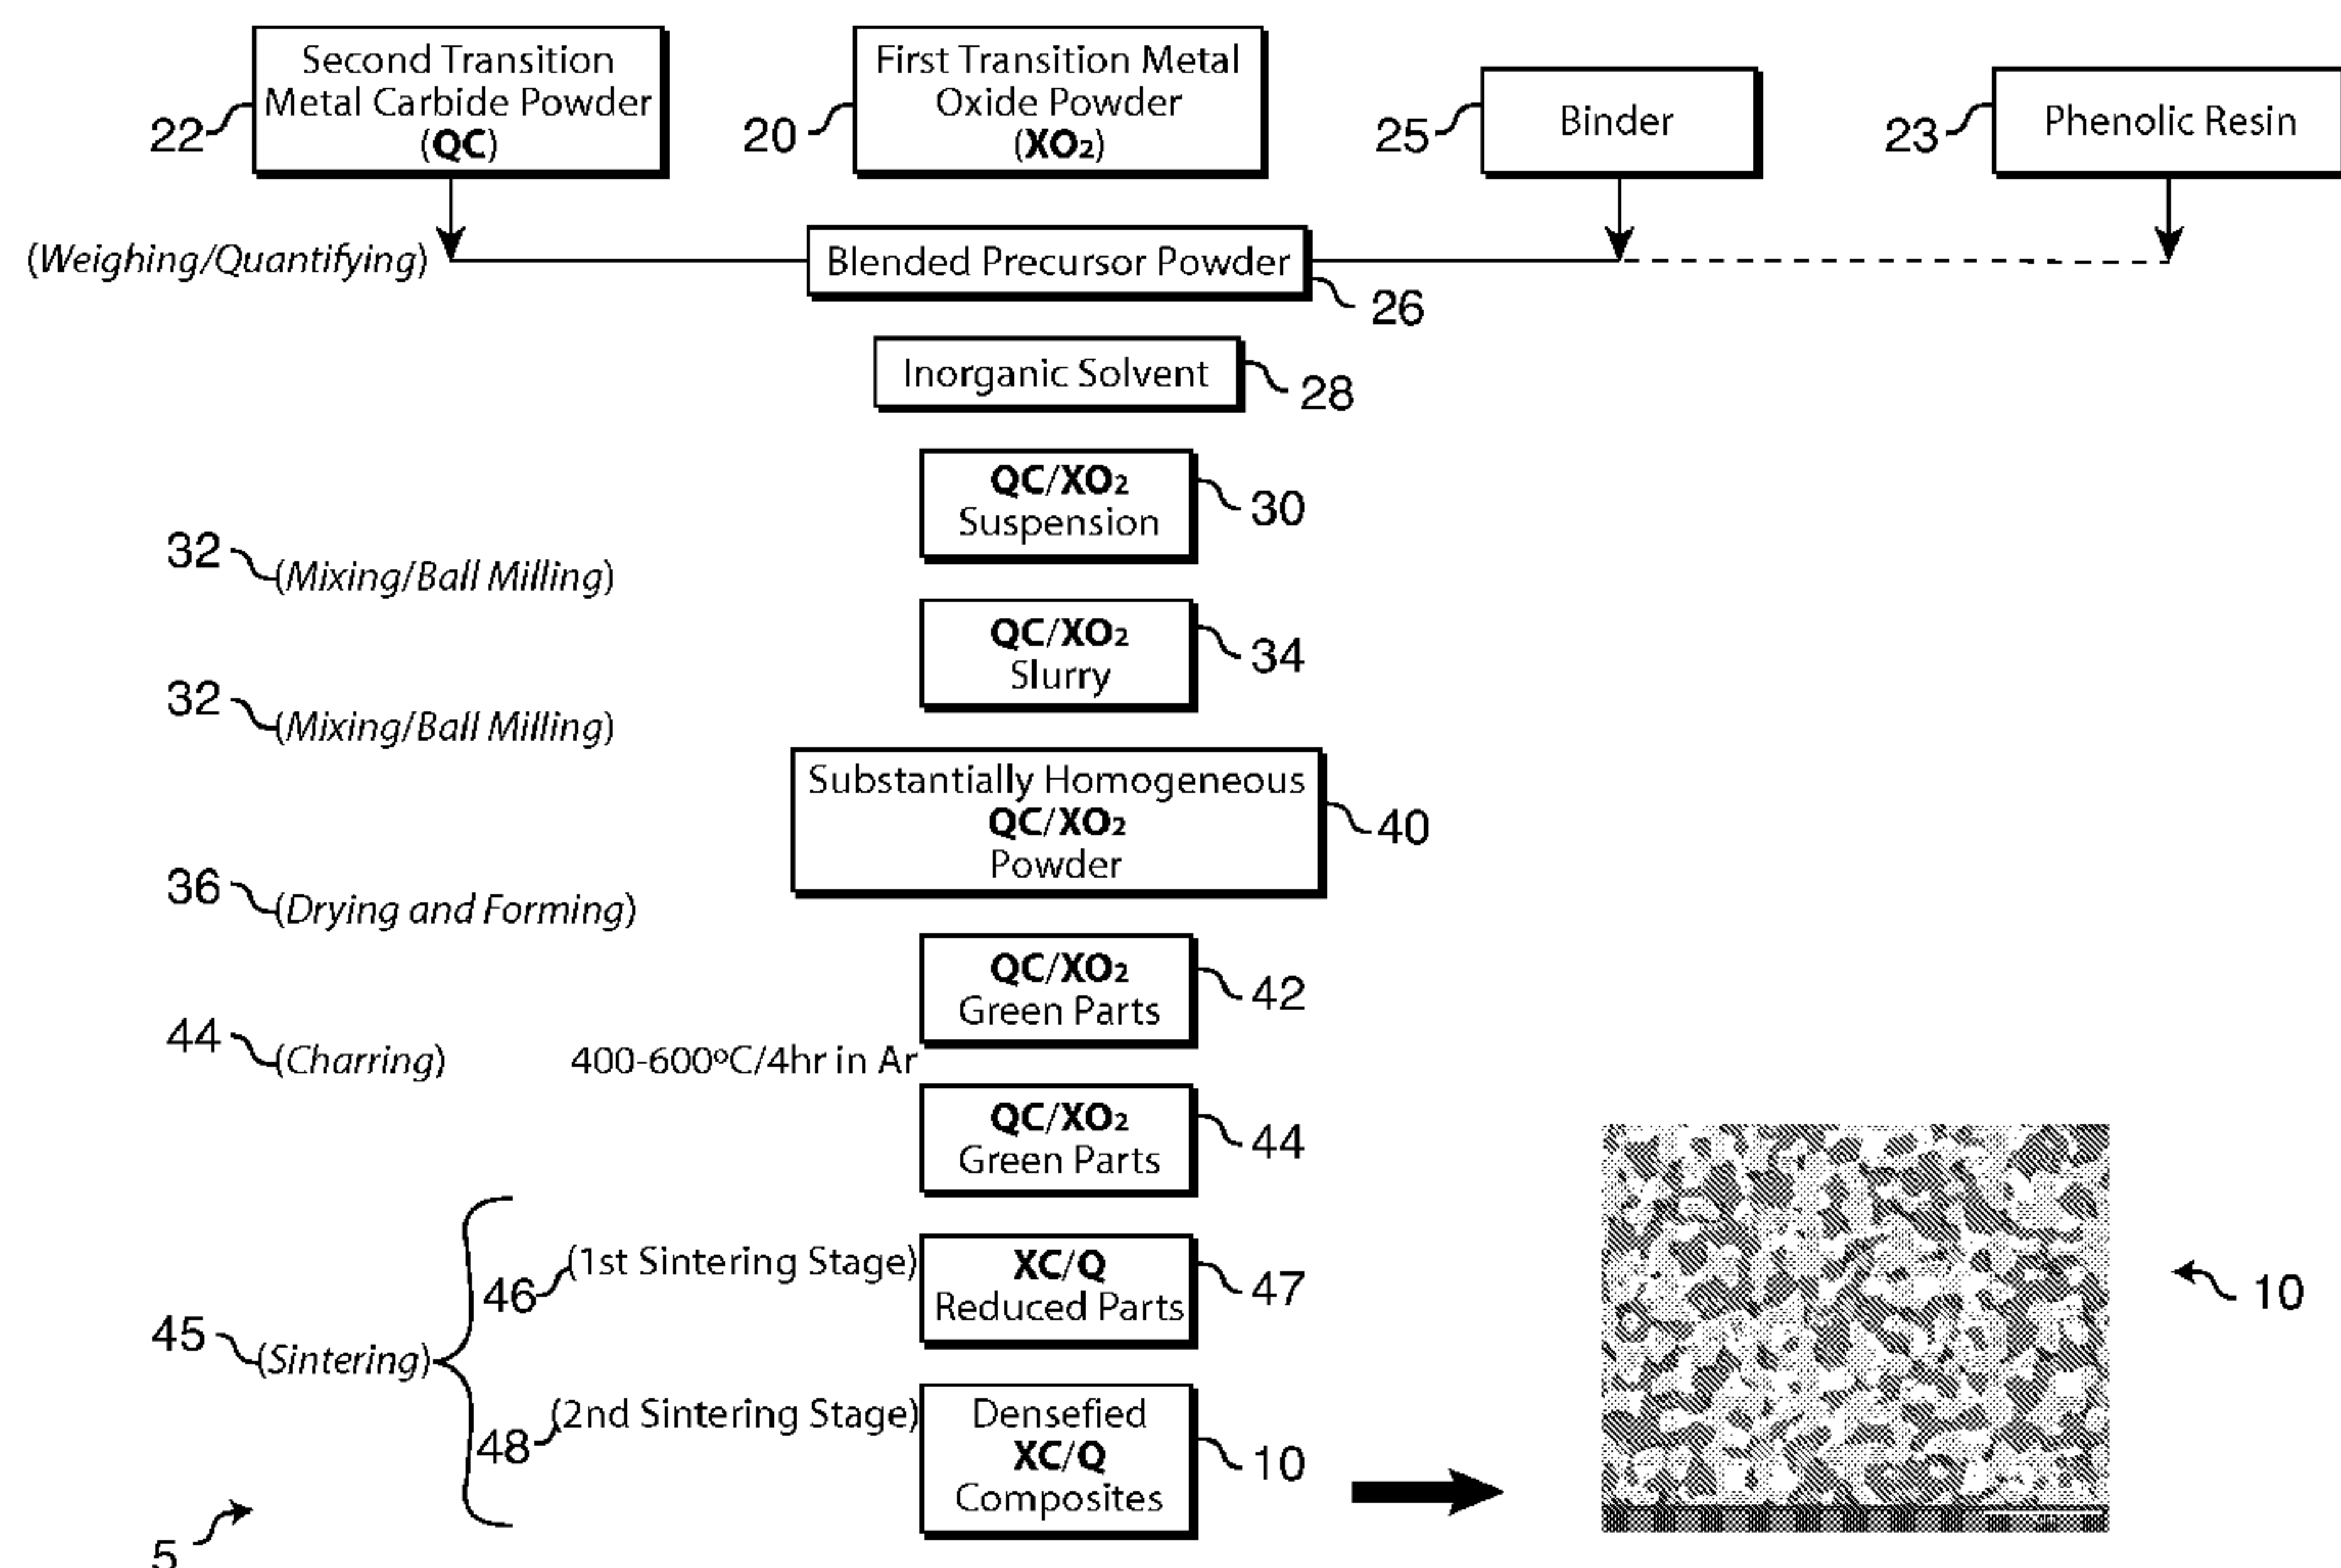 Second Transition
Metal Carbide Powder
(QC)
22
First Transition Metal
Oxide Powder
(XO₂)
20
Binder
25
Phenolic Resin
23
(Weighing/Quantifying)
Blended Precursor Powder
26
Inorganic Solvent
28
QC/XO₂
Suspension
30
32
(Mixing/Ball Milling)
QC/XO₂
Slurry
34
32
(Mixing/Ball Milling)
Substantially Homogeneous
QC/XO₂
Powder
40
36
(Drying and Forming)
QC/XO₂
Green Parts
42
44
(Charring)
400-600ºC/4hr in Ar
QC/XO₂
Green Parts
44
45
(Sintering)
46
(1st Sintering Stage)
XC/Q
Reduced Parts
47
48
(2nd Sintering Stage)
Densefied
XC/Q
Composites
10
10
5